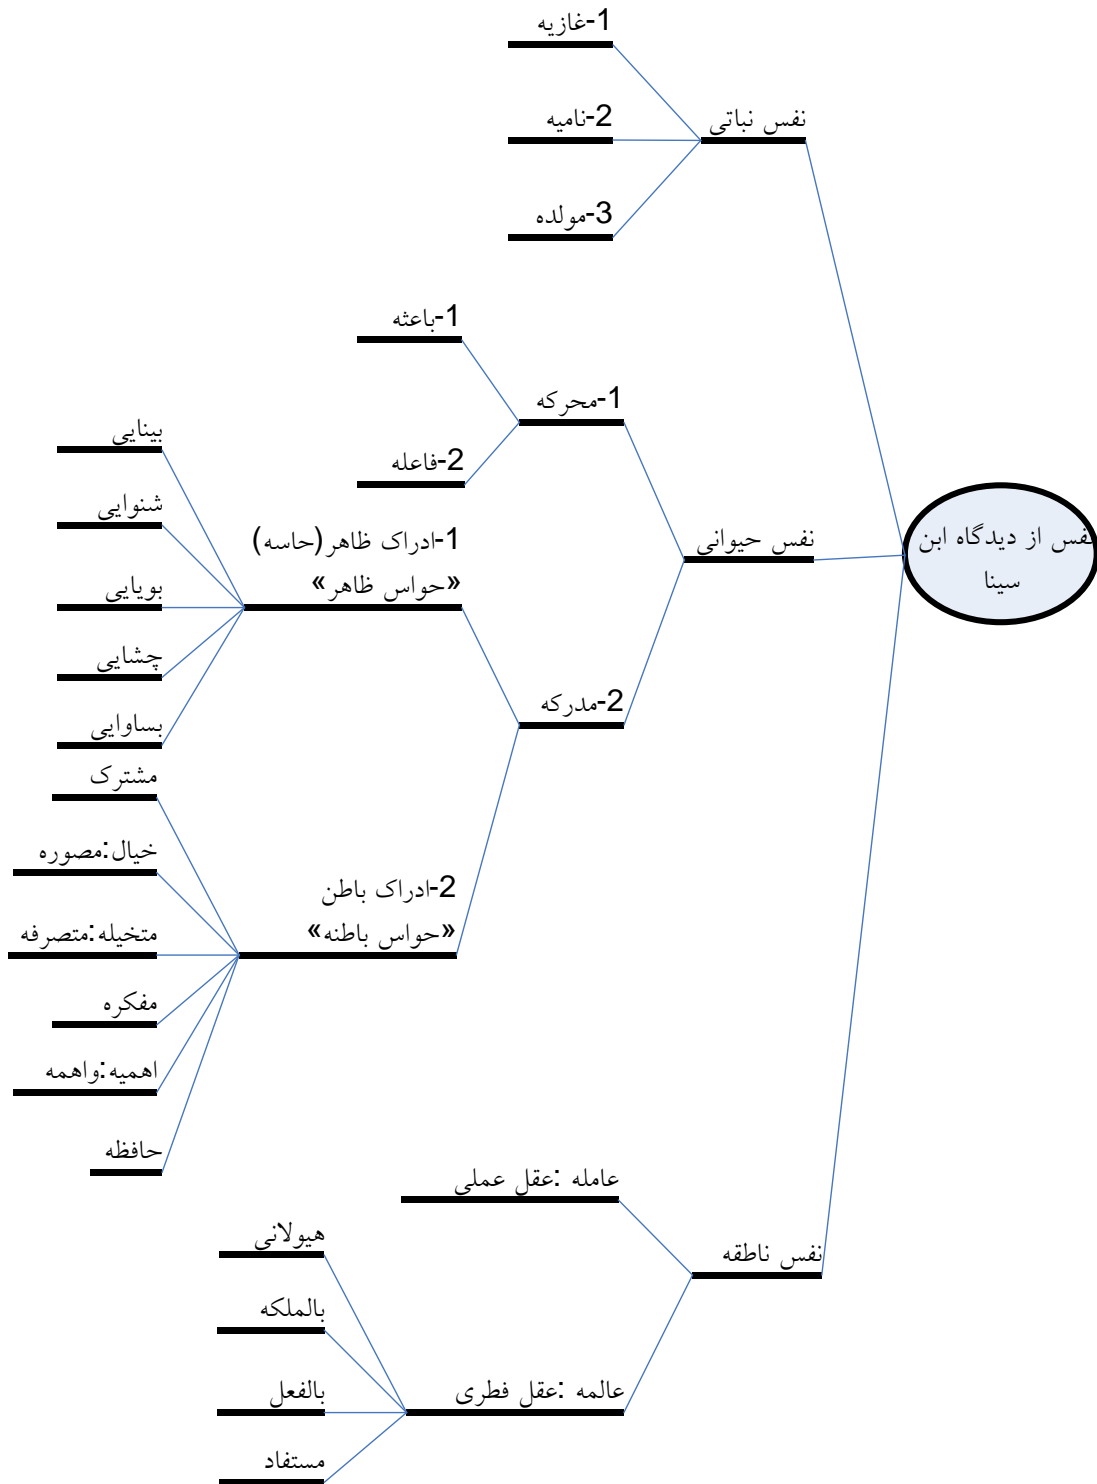 نفس از دیدگاه ابن
سینا
نفس نباتی
1-غازیه
2-نامیه
3-مولده
نفس حیوانی
1-محرکه
1-باعثه
2-فاعله
2-مدرکه
1-ادراک ظاهر(حاسه)
«حواس ظاهر»
بینایی
شنوایی
بویایی
چشایی
بساوایی
2-ادراک باطن
«حواس باطنه»
مشترک
خیال:مصوره
متخیله:متصرفه
مفکره
اهمیه:واهمه
حافظه
نفس ناطقه
عامله :عقل عملی
عالمه :عقل فطری
هیولانی
بالملکه
بالفعل
مستفاد